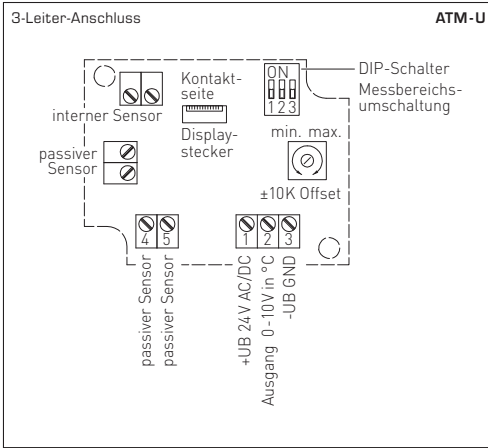 3-Leiter-Anschluss
ATM-U
ON
1 2 3
DIP-Schalter
Messbereichs-
umschaltung
Kontakt-
seite
interner Sensor
Display-
stecker
min. max.
passiver
Sensor
±10K Offset
4 5
1 2 3
passiver Sensor
passiver Sensor
+UB 24V AC/DC
Ausgang 0-10V in °C
-UB GND